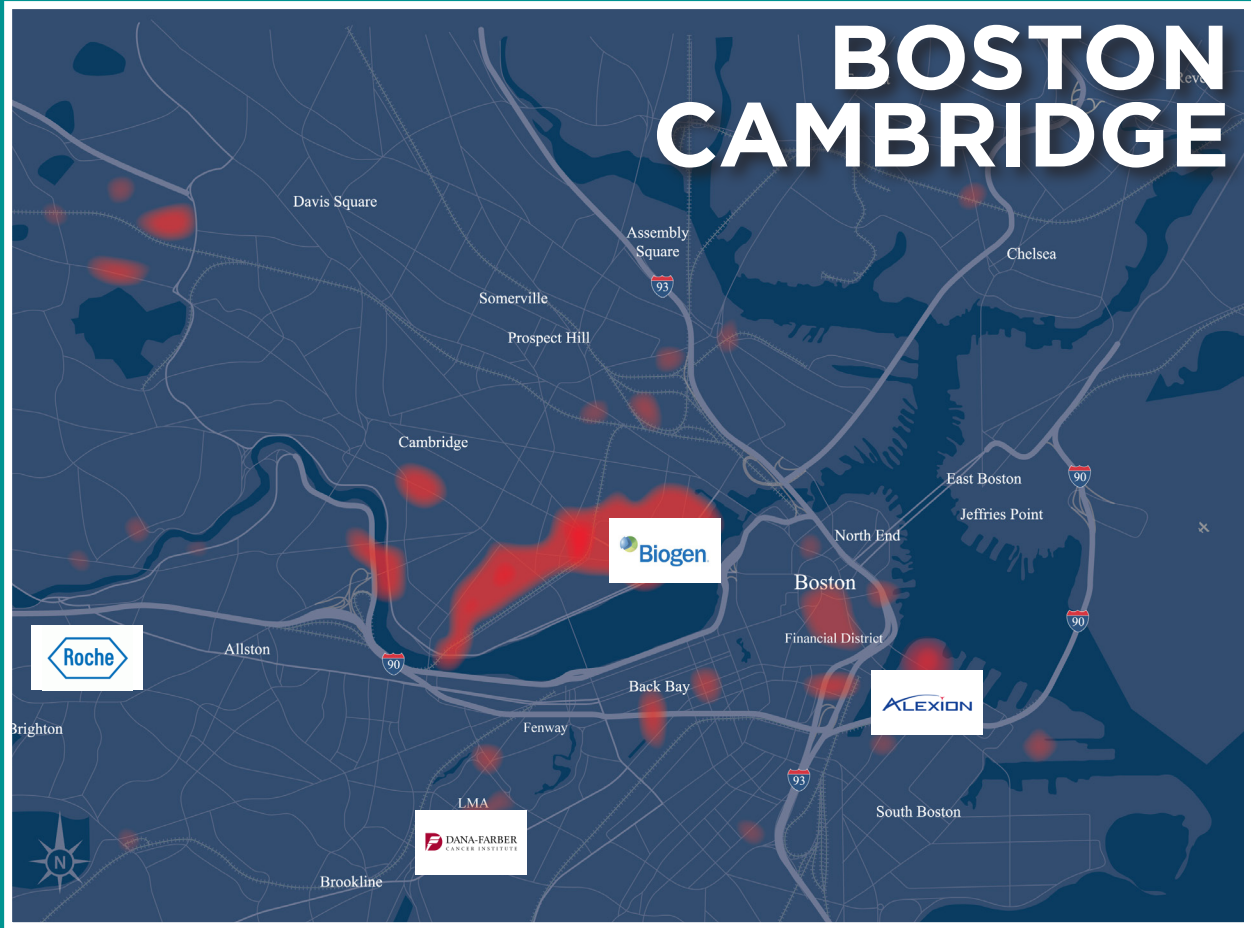 BOSTON
CAMBRIDGE
Davis Square
Assembly
Square
Chelsea
93
Somerville
Prospect Hill
Cambridge
East Boston
90
Jeffries Point
North End
Biogen
Boston
90
Financial District
Roche
Allston
90
Back Bay
ALEXION
Brighton
Fenway
93
LMA
South Boston
DANA-FARBER
CANCER INSTITUTE
N
Brookline